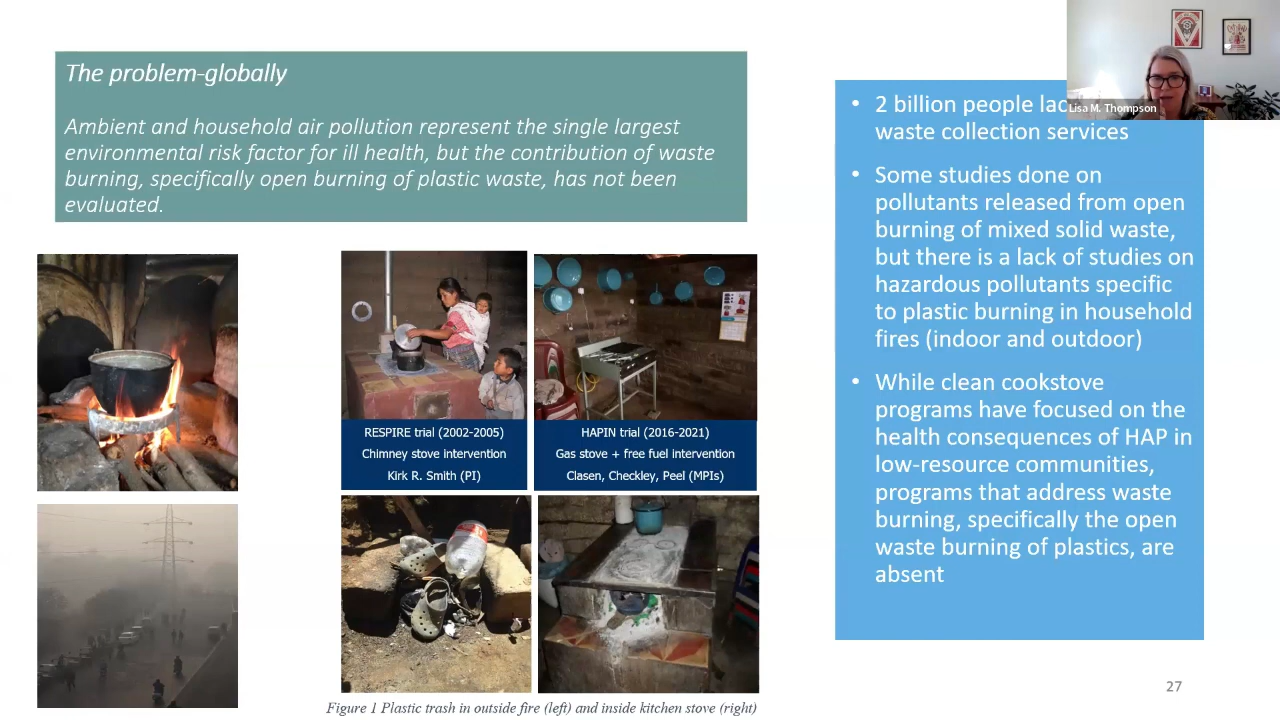 The problem-globally
Ambient and household air pollution represent the single largest
environmental risk factor for ill health, but the contribution of waste
burning, specifically open burning of plastic waste, has not been
evaluated.
RESPIRE trial (2002-2005)
Chimney stove intervention
Kirk R. Smith (PI)
HAPIN trial (2016-2021)
Gas stove + free fuel intervention
Clasen, Checkley, Peel (MPIs)
Figure 1 Plastic trash in outside fire (left) and inside kitchen stove (right)
• 2 billion people
waste collection services
• Some studies done on
pollutants released from open
burning of mixed solid waste,
but there is a lack of studies on
hazardous pollutants specific
to plastic burning in household
fires (indoor and outdoor)
• While clean cookstove
programs have focused on the
health consequences of HAP in
low-resource communities,
programs that address waste
burning, specifically the open
waste burning of plastics, are
absent
Lisa M. Thompson
27